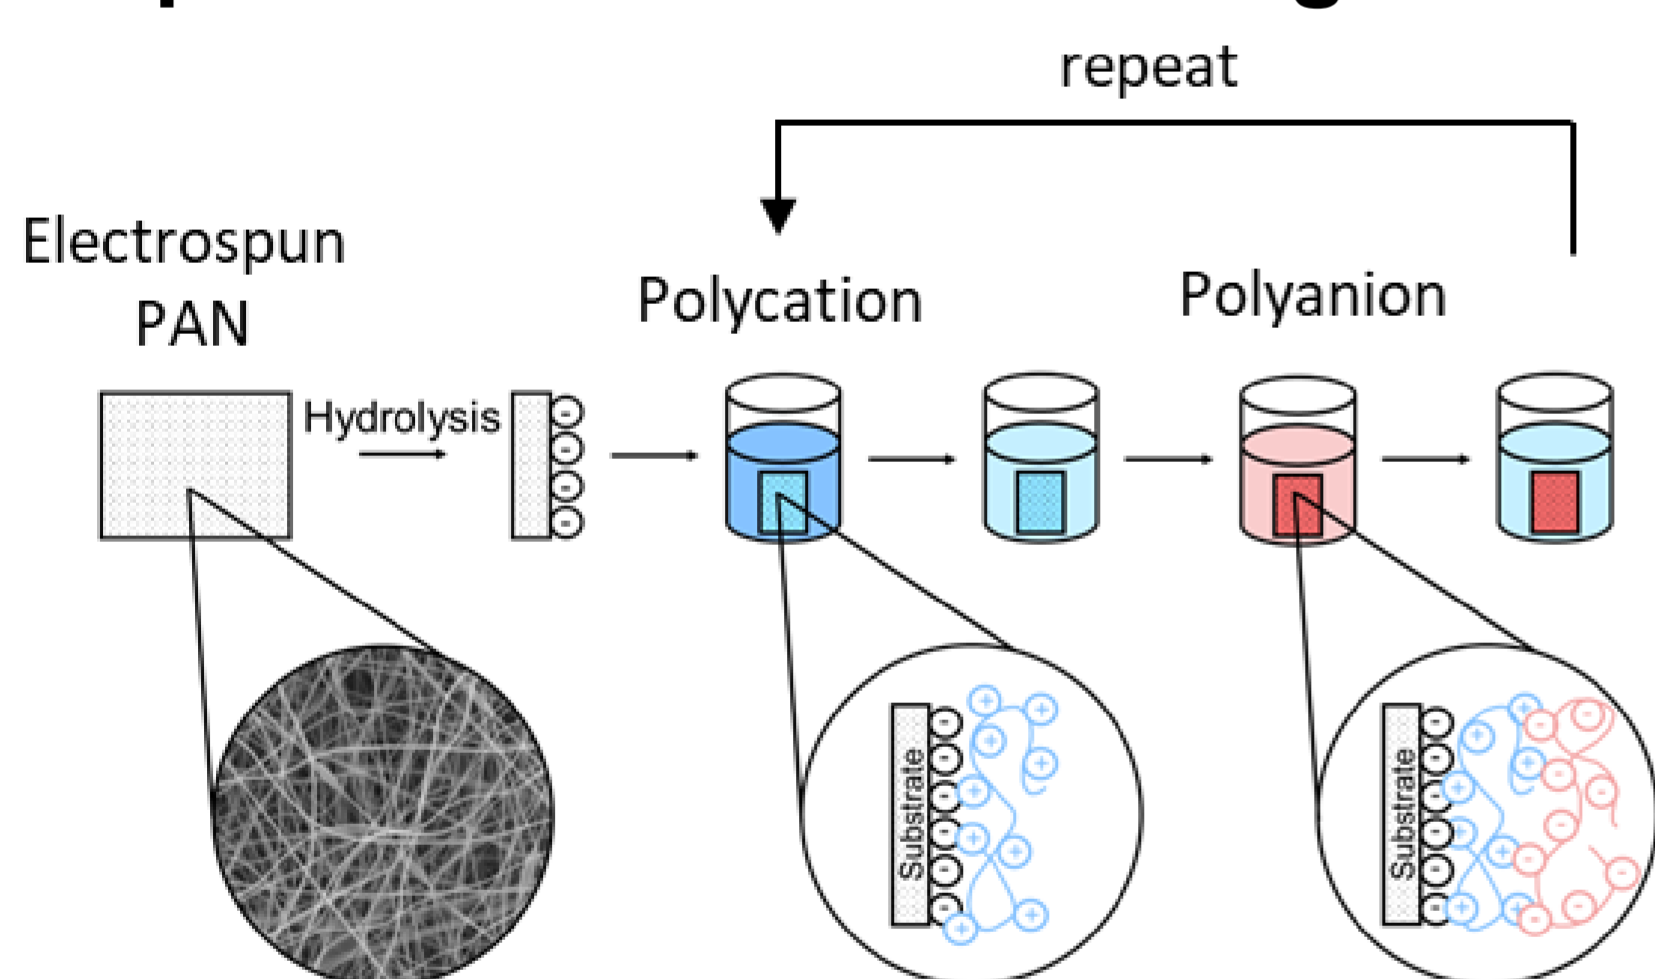 repeat
Electrospun
PAN
Polycation
Polyanion
Hydrolysis
Substrate
Substrate